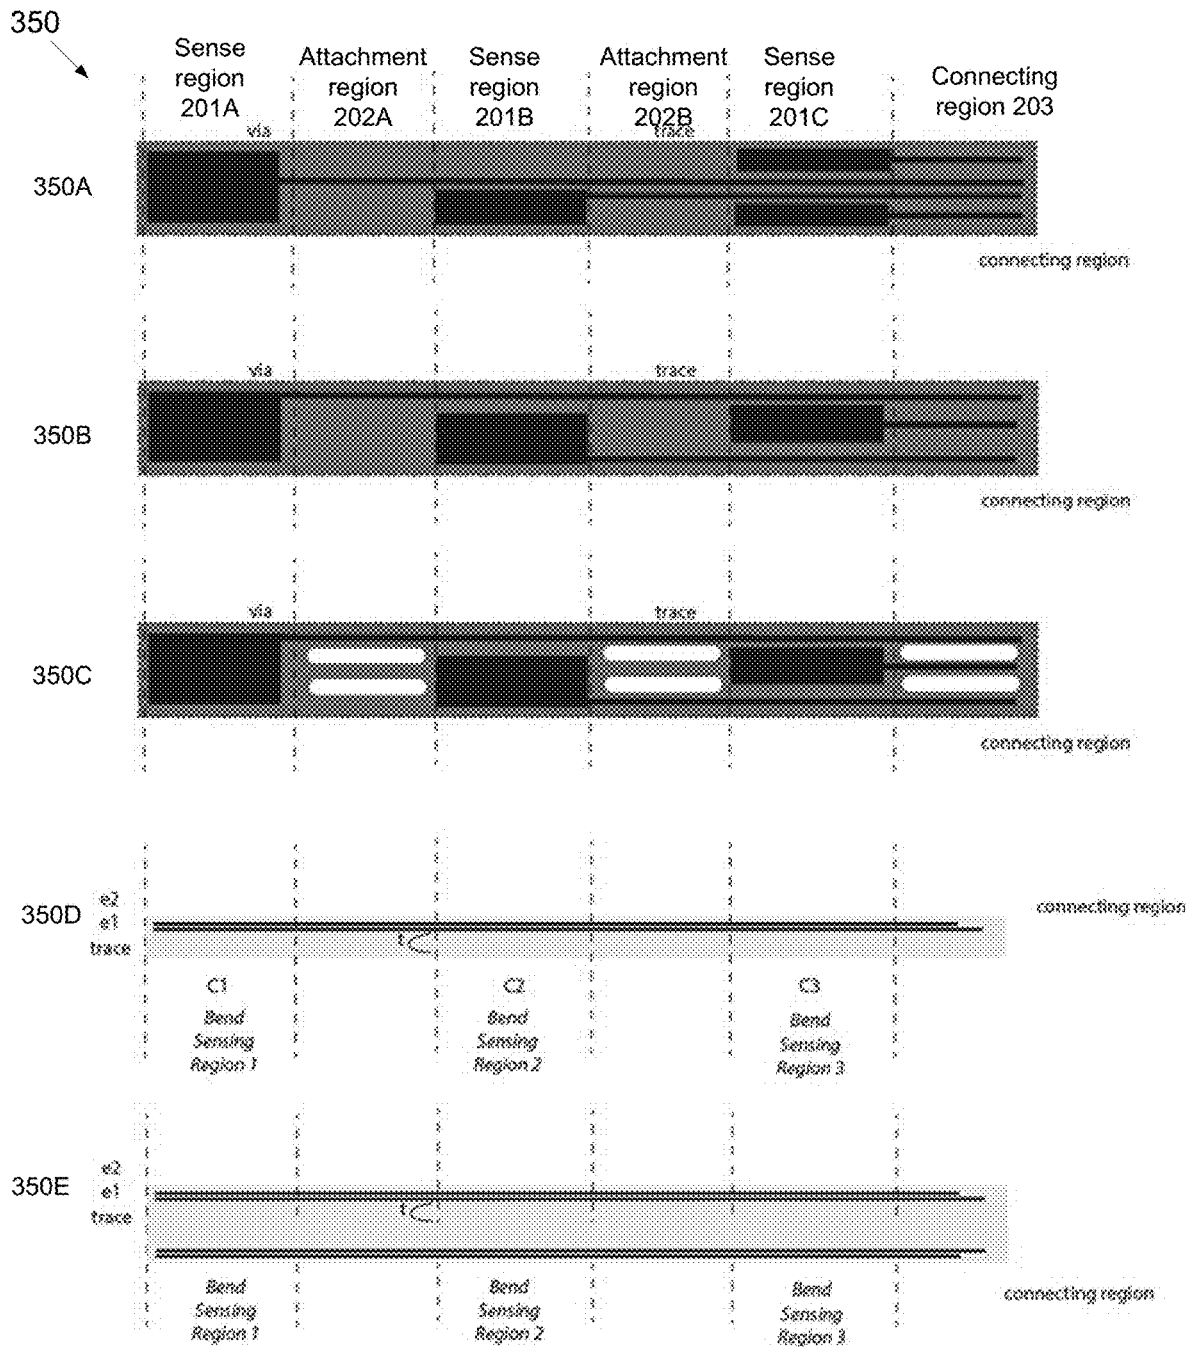 350
Sense
region
201A
Attachment
region
202A
Sense
region
201B
Attachment
region
202B
Sense
region
201C
Connecting
region 203
via
trace
350A
connecting region
via
trace
350B
connecting region
via
trace
350C
connecting region
350D
e2
e1
trace
t
connecting region
C1
Bend
Sensing
Region 1
C2
Bend
Sensing
Region 2
C3
Bend
Sensing
Region 3
350E
e2
e1
trace
t
Bend
Sensing
Region 1
Bend
Sensing
Region 2
Bend
Sensing
Region 3
connecting region